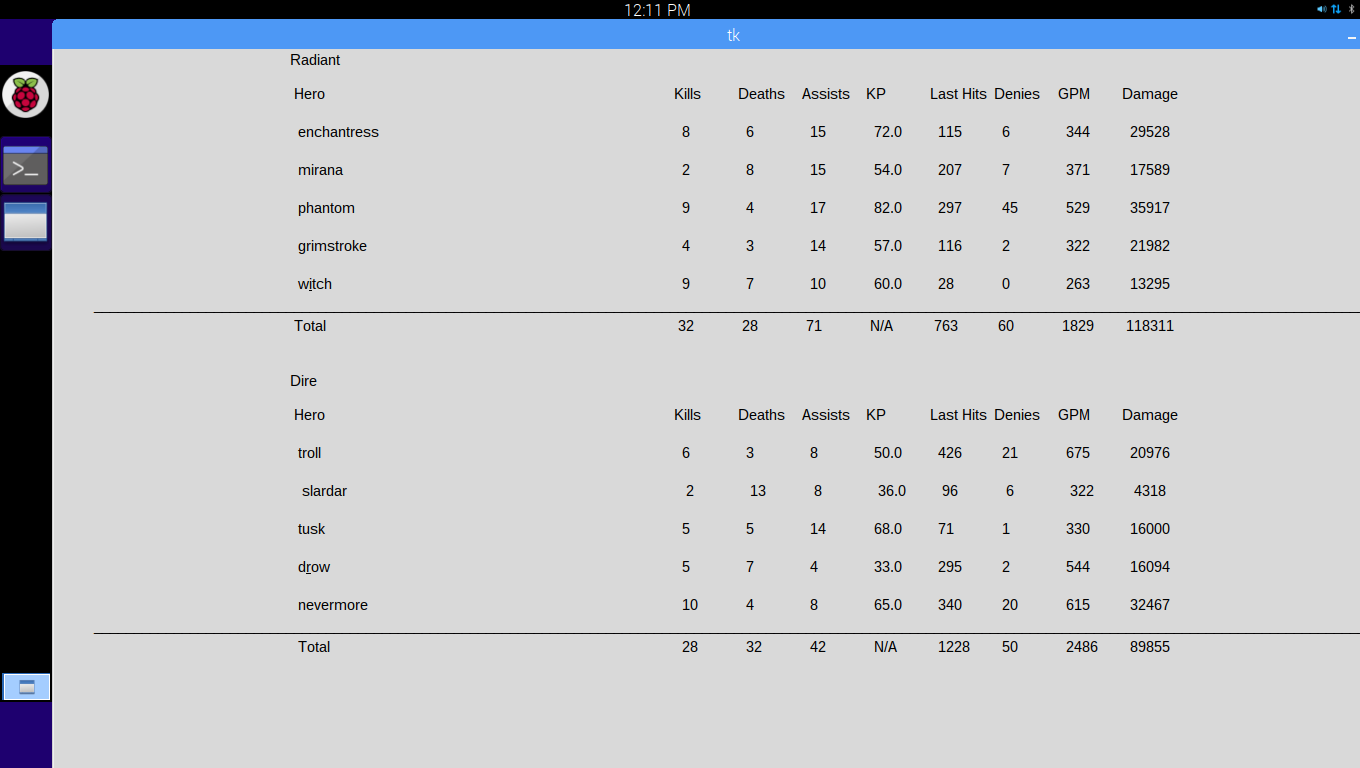 12:11 PM
tk
Radiant
Hero Kills Deaths Assists KP Last Hits Denies GPM Damage
enchantress 8 6 15 72.0 115 6 344 29528
mirana 2 8 15 54.0 207 7 371 17589
phantom 9 4 17 82.0 297 45 529 35917
grimstroke 4 3 14 57.0 116 2 322 21982
witch 9 7 10 60.0 28 0 263 13295
Total 32 28 71 N/A 763 60 1829 118311
Dire
Hero Kills Deaths Assists KP Last Hits Denies GPM Damage
troll 6 3 8 50.0 426 21 675 20976
slardar 2 13 8 36.0 96 6 322 4318
tusk 5 5 14 68.0 71 1 330 16000
drow 5 7 4 33.0 295 2 544 16094
nevermore 10 4 8 65.0 340 20 615 32467
Total 28 32 42 N/A 1228 50 2486 89855